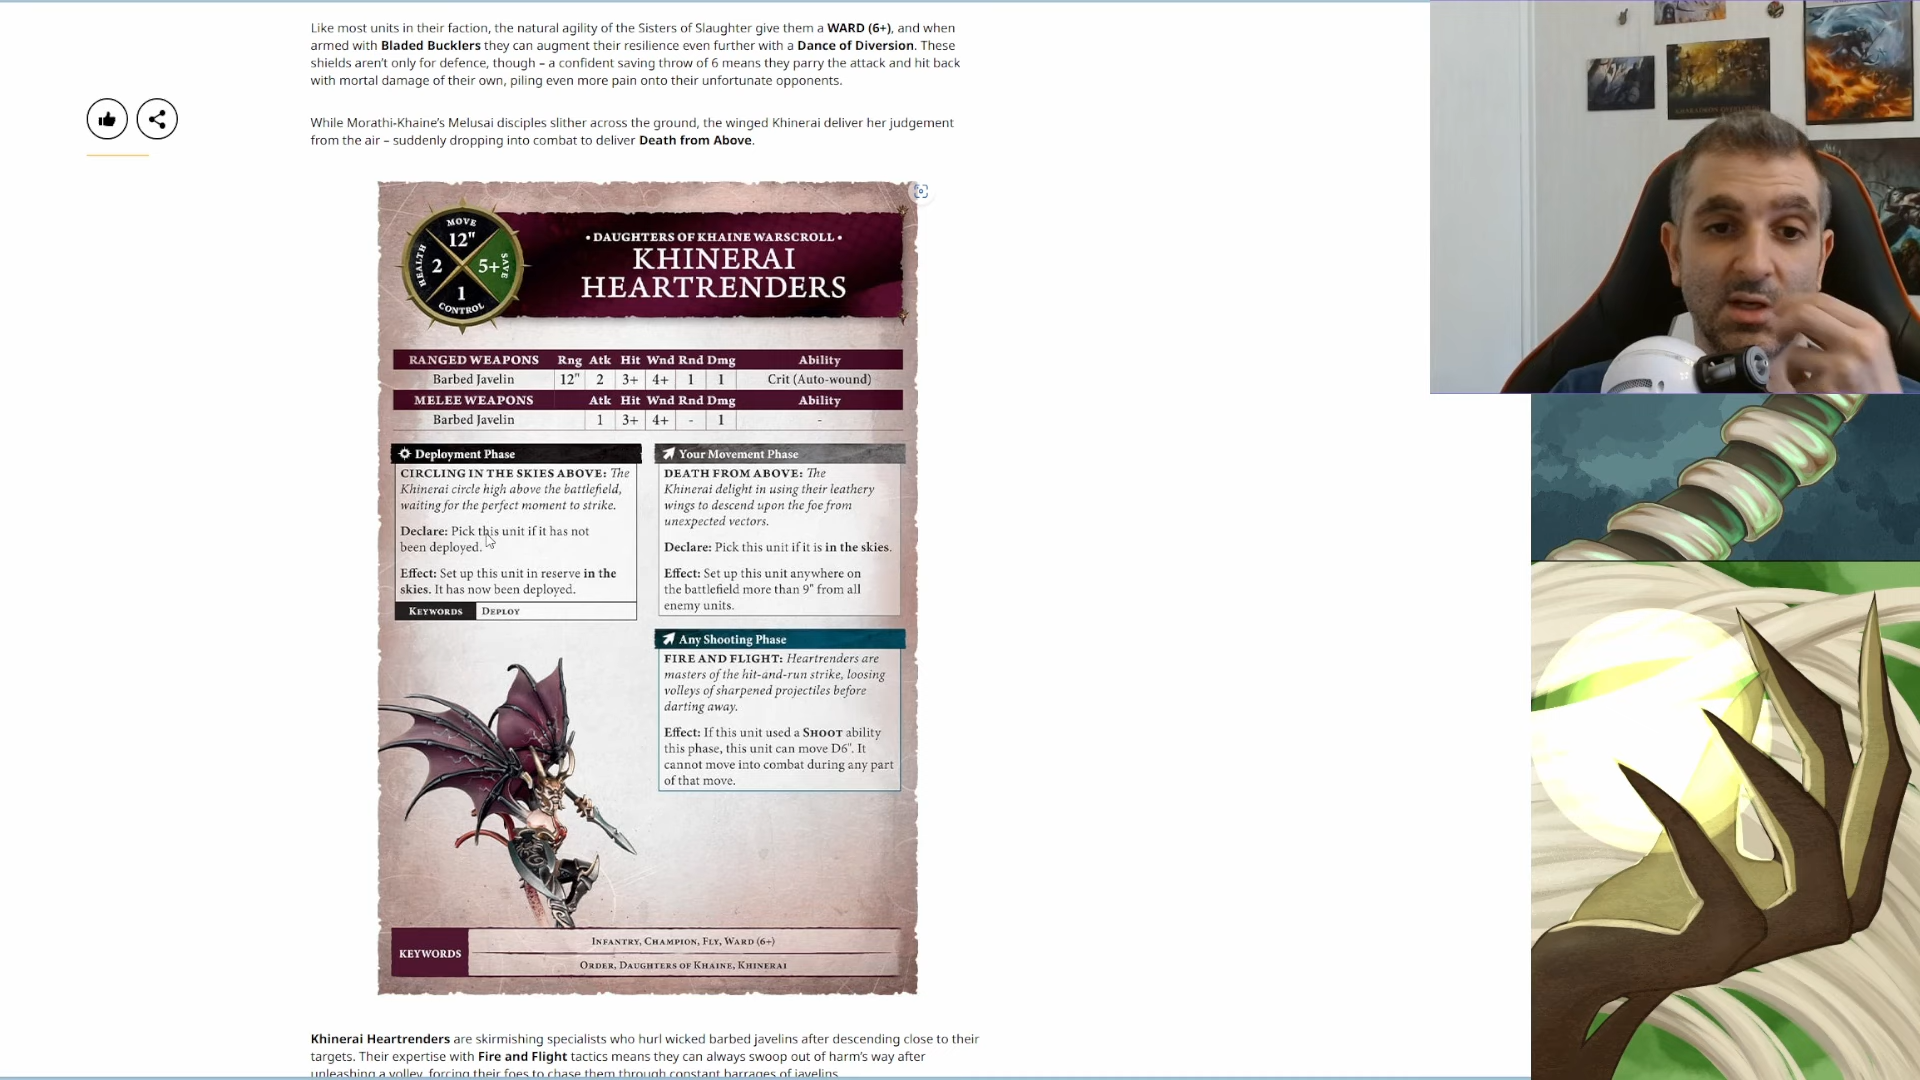 Like most units in their faction, the natural agility of the Sisters of Slaughter give them a WARD (6+), and when
armed with Bladed Bucklers they can augment their resilience even further with a Dance of Diversion. These
shields aren't only for defence, though – a confident saving throw of 6 means they parry the attack and hit back
with mortal damage of their own, piling even more pain onto their unfortunate opponents.
While Morathi-Khaine's Melusai disciples slither across the ground, the winged Khinerai deliver her judgement
from the air – suddenly dropping into combat to deliver Death from Above.
MOVE
12"
HEALTH 2 5+ SAVE
1
CONTROL
• DAUGHTERS OF KHAINE WARSCROLL •
KHINERAI
HEARTRENDERS
RANGED WEAPONS Rng Atk Hit Wnd Rnd Dmg Ability
Barbed Javelin 12" 2 3+ 4+ 1 1 Crit (Auto-wound)
MELEE WEAPONS Atk Hit Wnd Rnd Dmg Ability
Barbed Javelin 1 3+ 4+ - 1 -
Deployment Phase
CIRCLING IN THE SKIES ABOVE: The
Khinerai circle high above the battlefield,
waiting for the perfect moment to strike.
Declare: Pick this unit if it has not
been deployed.
Effect: Set up this unit in reserve in the
skies. It has now been deployed.
KEYWORDS DEPLOY
Your Movement Phase
DEATH FROM ABOVE: The
Khinerai delight in using their leathery
wings to descend upon the foe from
unexpected vectors.
Declare: Pick this unit if it is in the skies.
Effect: Set up this unit anywhere on
the battlefield more than 9" from all
enemy units.
Any Shooting Phase
FIRE AND FLIGHT: Heartrenders are
masters of the hit-and-run strike, loosing
volleys of sharpened projectiles before
darting away.
Effect: If this unit used a SHOOT ability
this phase, this unit can move D6". It
cannot move into combat during any part
of that move.
KEYWORDS
INFANTRY, CHAMPION, FLY, WARD (6+)
ORDER, DAUGHTERS OF KHAINE, KHINERAI
Khinerai Heartrenders are skirmishing specialists who hurl wicked barbed javelins after descending close to their
targets. Their expertise with Fire and Flight tactics means they can always swoop out of harm's way after
unleashing a volley, forcing their foes to chase them through constant barrages of javelins.